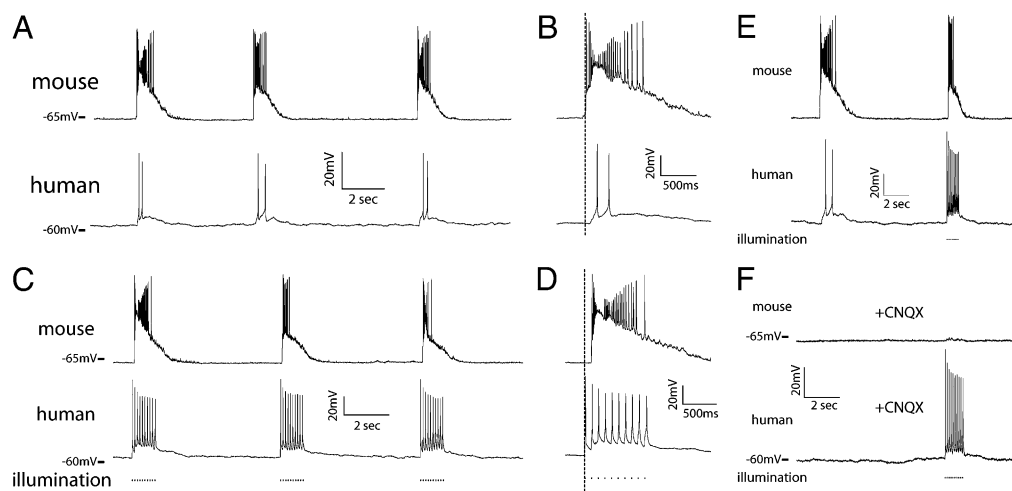 A
mouse
-65mV
human
20mV
2 sec
-60mV
B
20mV
500ms
E
mouse
human
20mV
2 sec
illumination
C
mouse
-65mV
human
20mV
2 sec
-60mV
illumination
D
20mV
500ms
F
mouse
+CNQX
-65mV
20mV
2 sec
human
+CNQX
-60mV
illumination